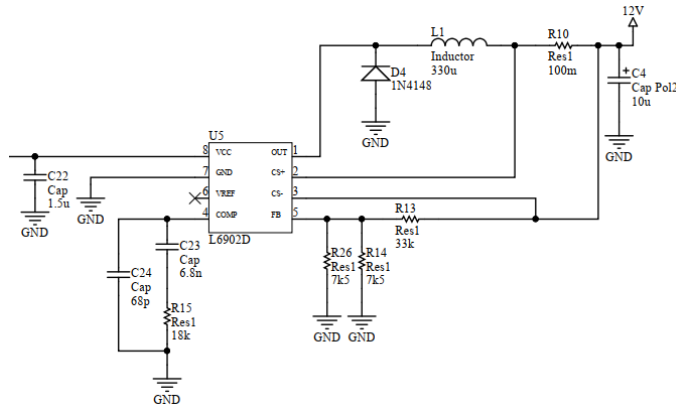 12V
L1
Inductor
330u
R10
Res1
100m
D4
1N4148
C4
Cap Pol2
10u
GND
GND
U5
8 VCC OUT 1
7 GND CS+ 2
6 VREF CS- 3
4 COMP FB 5
L6902D
C22
Cap
1.5u
GND
GND
R13
Res1
33k
C23
Cap
6.8n
C24
Cap
68p
R26
Res1
7k5
R14
Res1
7k5
R15
Res1
18k
GND
GND
GND